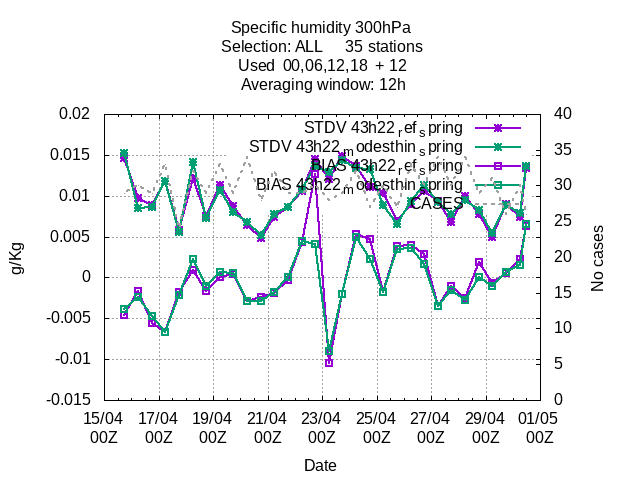 Specific humidity 300hPa
Selection: ALL     35 stations
Used  00,06,12,18  + 12
Averaging window: 12h
STDV 43h22_ref_spring
STDV 43h22_modesthin_spring
BIAS 43h22_ref_spring
BIAS 43h22_modesthin_spring
CASES
0.02
0.015
0.01
0.005
0
-0.005
-0.01
-0.015
g/Kg
40
35
30
25
20
15
10
5
0
No cases
15/04 17/04 19/04 21/04 23/04 25/04 27/04 29/04 01/05
00Z 00Z 00Z 00Z 00Z 00Z 00Z 00Z 00Z
Date